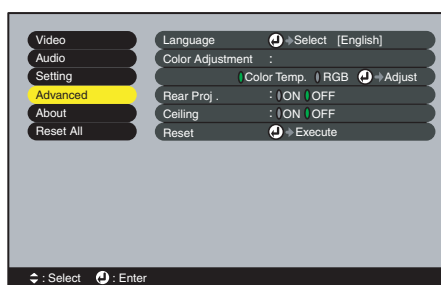 Video
Audio
Setting
Advanced
About
Reset All
Language Select [English]
Color Adjustment :
Color Temp. RGB Adjust
Rear Proj . : ON OFF
Ceiling : ON OFF
Reset Execute
: Select : Enter